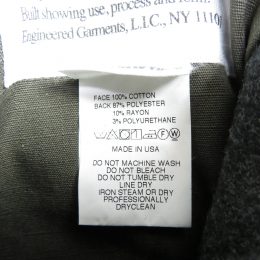 Built showing use, process and form.
Engineered Garments, L.I.C., NY 1110
FACE 100% COTTON
BACK 87% POLYESTER
10% RAYON
3% POLYURETHANE
MADE IN USA
DO NOT MACHINE WASH
DO NOT BLEACH
DO NOT TUMBLE DRY
LINE DRY
IRON STEAM OR DRY
PROFESSIONALLY
DRYCLEAN